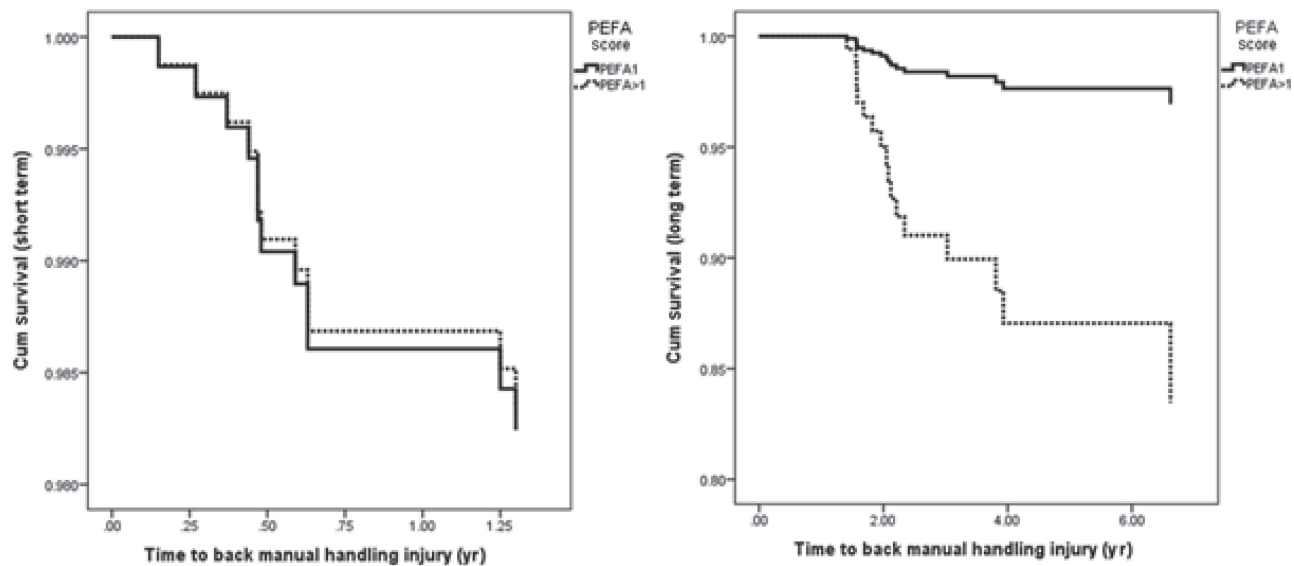 PEFA
score
PEFA1
PEFA>1
1.000
0.995
0.990
0.985
0.980
Cum survival (short term)
.00 .25 .50 .75 1.00 1.25
Time to back manual handling injury (yr)
PEFA
score
PEFA1
PEFA>1
1.00
0.95
0.90
0.85
0.80
Cum survival (long term)
.00 2.00 4.00 6.00
Time to back manual handling injury (yr)